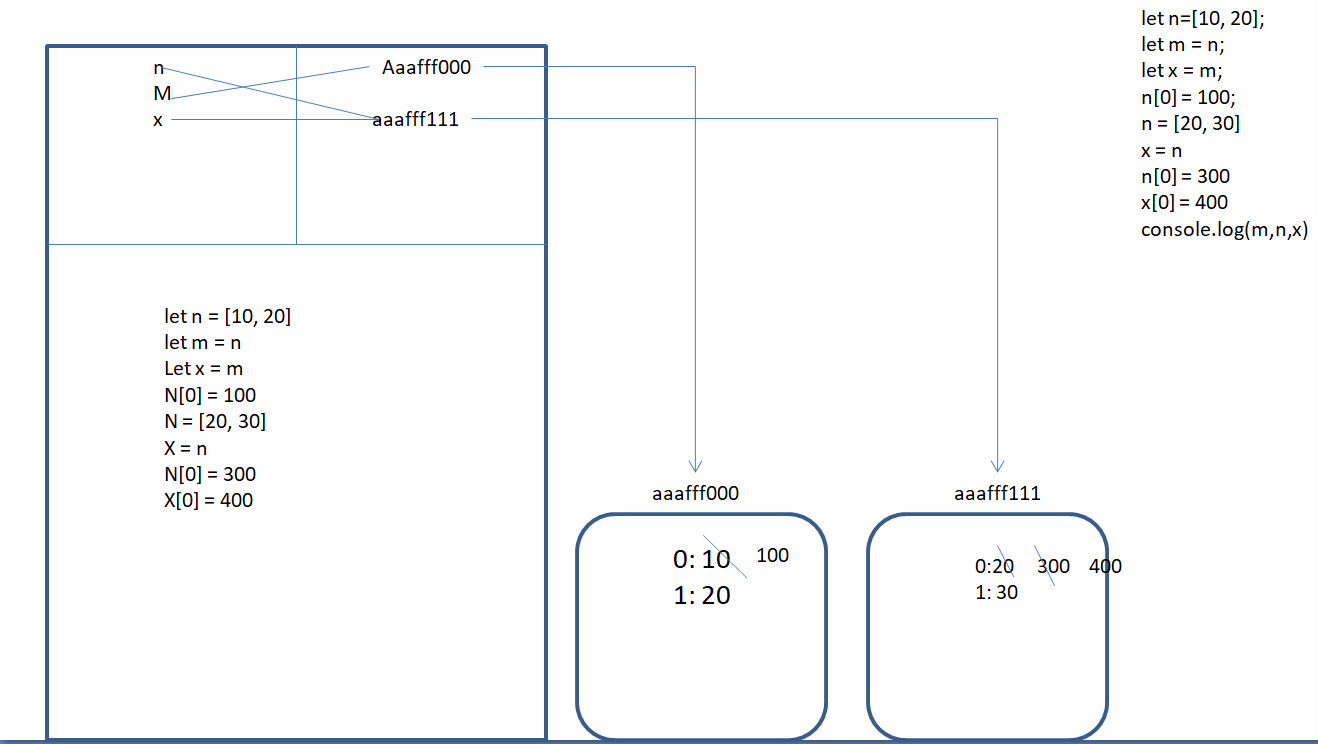 n
M
x
Aaafff000
aaafff111
let n = [10, 20]
let m = n
Let x = m
N[0] = 100
N = [20, 30]
X = n
N[0] = 300
X[0] = 400
aaafff000
0: 10 100
1: 20
aaafff111
0:20 300 400
1: 30
let n=[10, 20];
let m = n;
let x = m;
n[0] = 100;
n = [20, 30]
x = n
n[0] = 300
x[0] = 400
console.log(m,n,x)